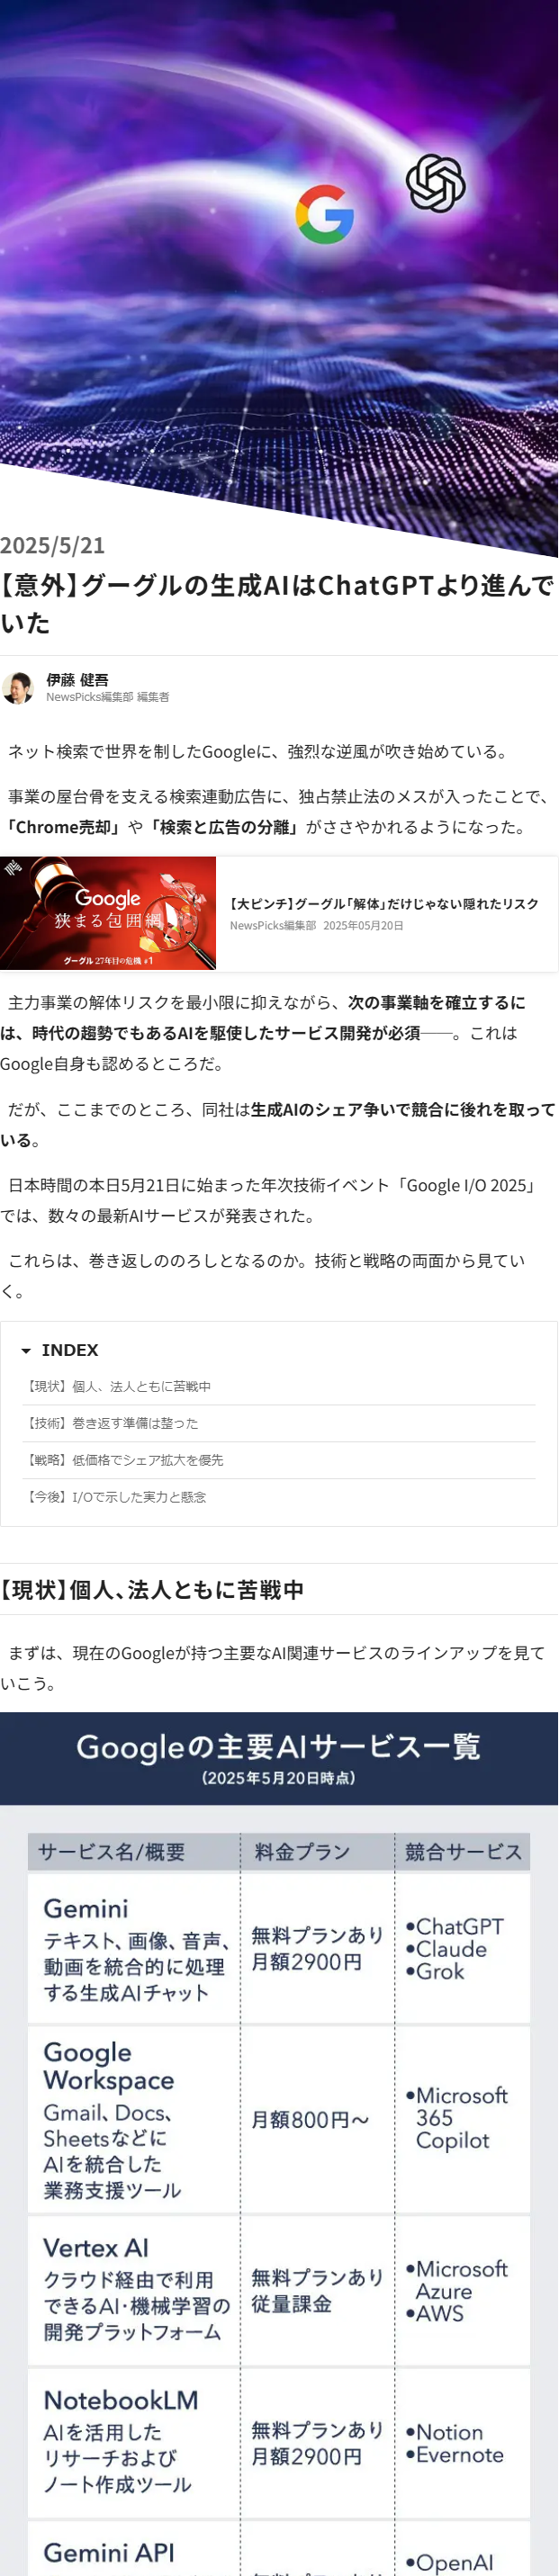 2025/5/21
【意外】グーグルの生成AIはChatGPTより進んで
いた
伊藤 健吾
NewsPicks編集部 編集者
ネット検索で世界を制したGoogleに、強烈な逆風が吹き始めている。
事業の屋台骨を支える検索連動広告に、独占禁止法のメスが入ったことで、
「Chrome売却」や「検索と広告の分離」がささやかれるようになった。
Google
狭まる包囲網
グーグル 27年目の危機 #1
【大ピンチ】グーグル「解体」だけじゃない隠れたリスク
NewsPicks編集部 2025年05月20日
主力事業の解体リスクを最小限に抑えながら、次の事業軸を確立するに
は、時代の趨勢でもあるAIを駆使したサービス開発が必須――。これは
Google自身も認めるところだ。
だが、ここまでのところ、同社は生成AIのシェア争いで競合に後れを取って
いる。
日本時間の本日5月21日に始まった年次技術イベント「Google I/O 2025」
では、数々の最新AIサービスが発表された。
これらは、巻き返しののろしとなるのか。技術と戦略の両面から見てい
く。
INDEX
【現状】個人、法人ともに苦戦中
【技術】巻き返す準備は整った
【戦略】低価格でシェア拡大を優先
【今後】I/Oで示した実力と懸念
【現状】個人、法人ともに苦戦中
まずは、現在のGoogleが持つ主要なAI関連サービスのラインアップを見て
いこう。
Googleの主要AIサービス一覧
（2025年5月20日時点）
サービス名/概要 料金プラン 競合サービス
Gemini
テキスト、画像、音声、
動画を統合的に処理
する生成AIチャット
無料プランあり
月額2900円
•ChatGPT
•Claude
•Grok
Google
Workspace
Gmail、Docs、
Sheetsなどに
AIを統合した
業務支援ツール
月額800円〜
•Microsoft
365
Copilot
Vertex AI
クラウド経由で利用
できるAI・機械学習の
開発プラットフォーム
無料プランあり
従量課金
•Microsoft
Azure
•AWS
NotebookLM
AIを活用した
リサーチおよび
ノート作成ツール
無料プランあり
月額2900円
•Notion
•Evernote
Gemini API
•OpenAI